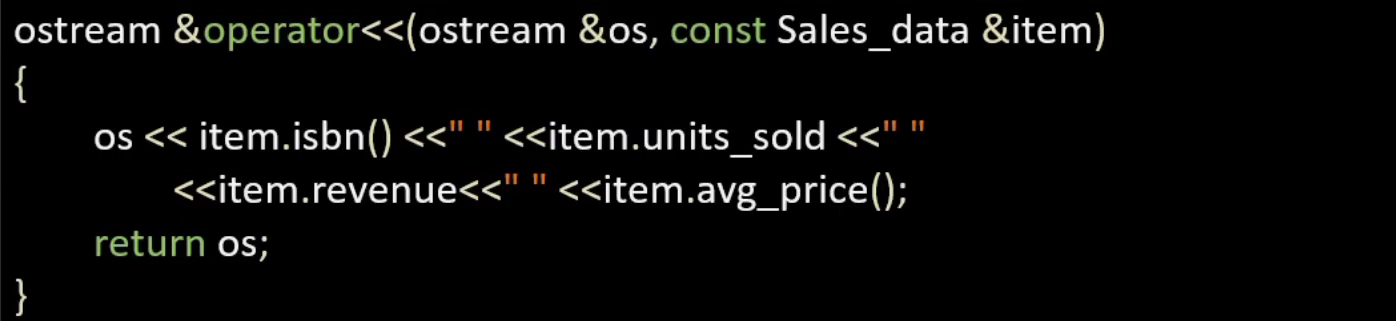 ostream &operator<<(ostream &os, const Sales_data &item)
{
os << item.isbn() <<" " <<item.units_sold <<" "
<<item.revenue<<" " <<item.avg_price();
return os;
}